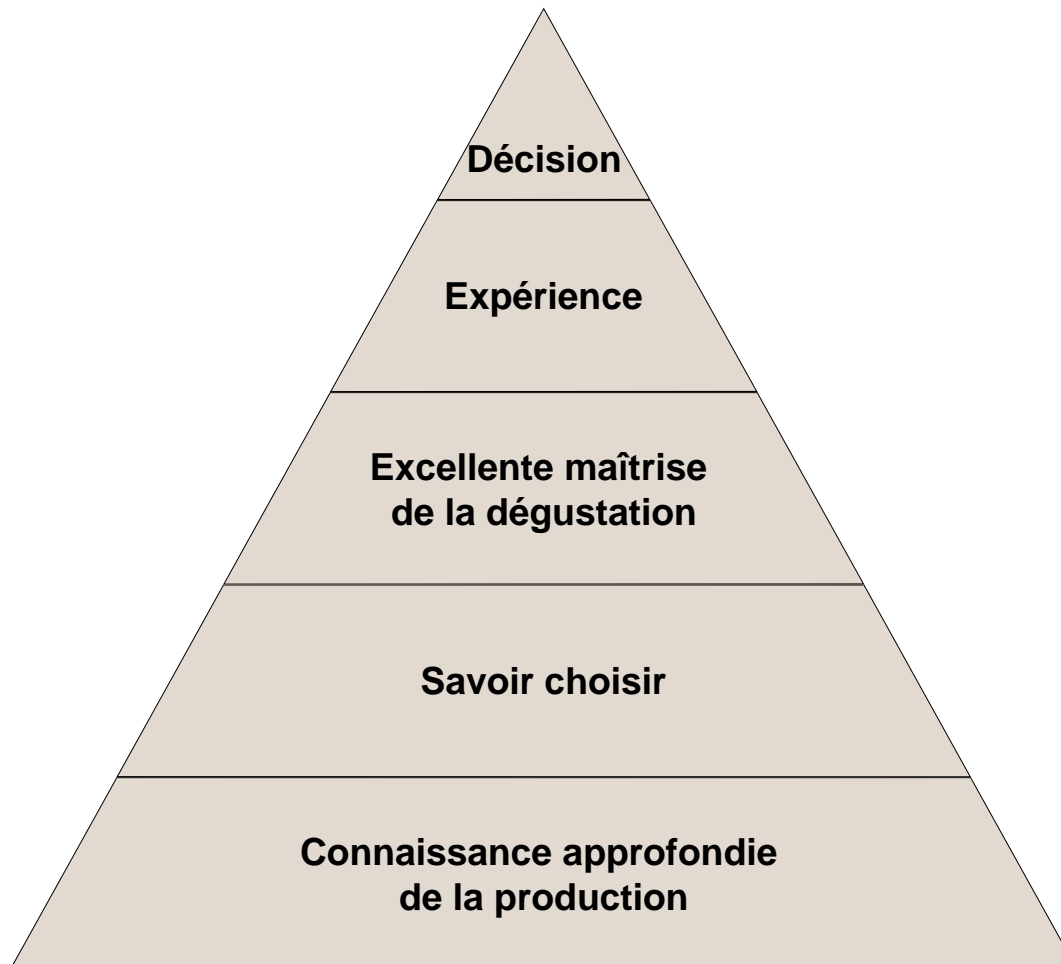 Décision
Expérience
Excellente maîtrise
de la dégustation
Savoir choisir
Connaissance approfondie
de la production